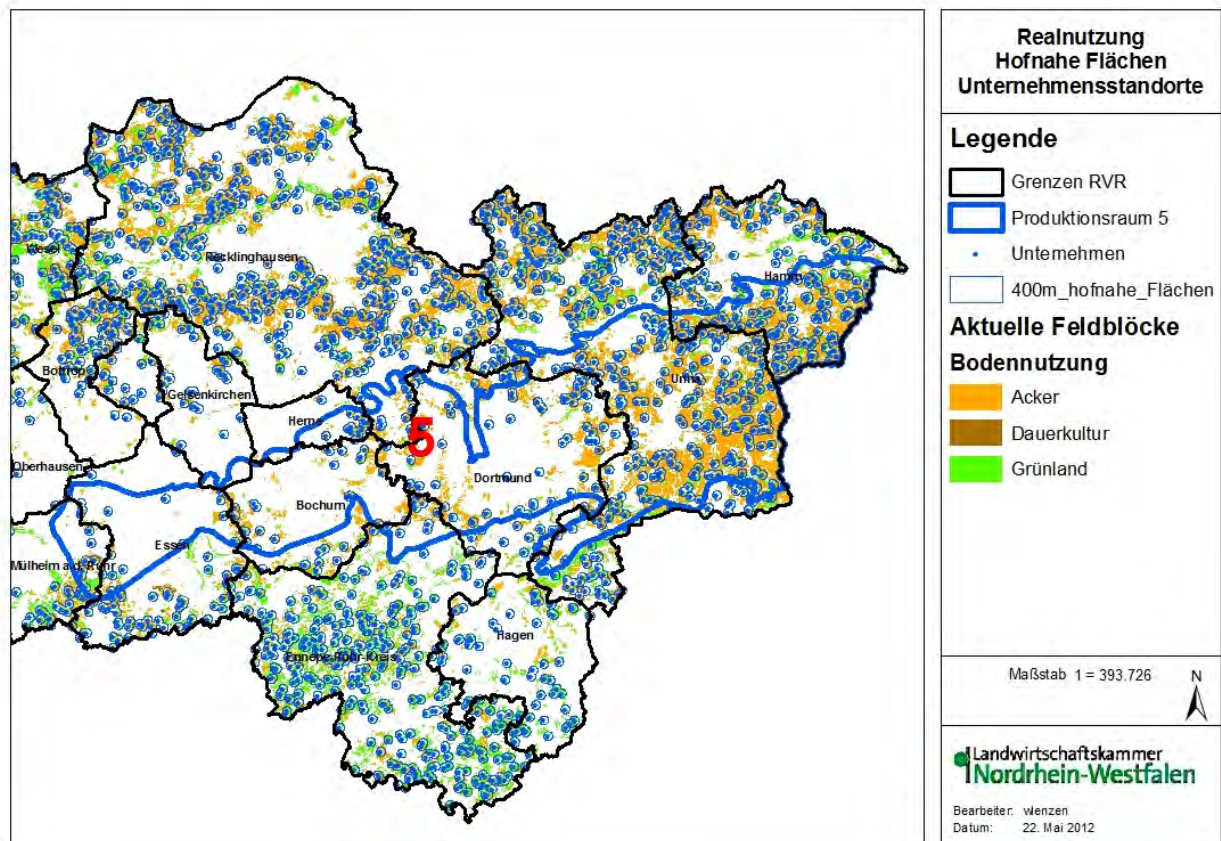 Realnutzung
Hofnahe Flächen
Unternehmensstandorte
Legende
Grenzen RVR
Produktionsraum 5
Unternehmen
400m_hofnahe_Flächen
Aktuelle Feldblöcke
Bodennutzung
Acker
Dauerkultur
Grünland
Maßstab 1 = 393.726
N
Landwirtschaftskammer
Nordrhein-Westfalen
Bearbeiter: wienzen
Datum: 22. Mai 2012
Wesel
Recklinghausen
Hamm
Bottrop
Gelsenkirchen
Unna
Herne
5
Oberhausen
Dortmund
Bochum
Essen
Mülheim a.d. Ruhr
Hagen
Ennepe-Ruhr-Kreis